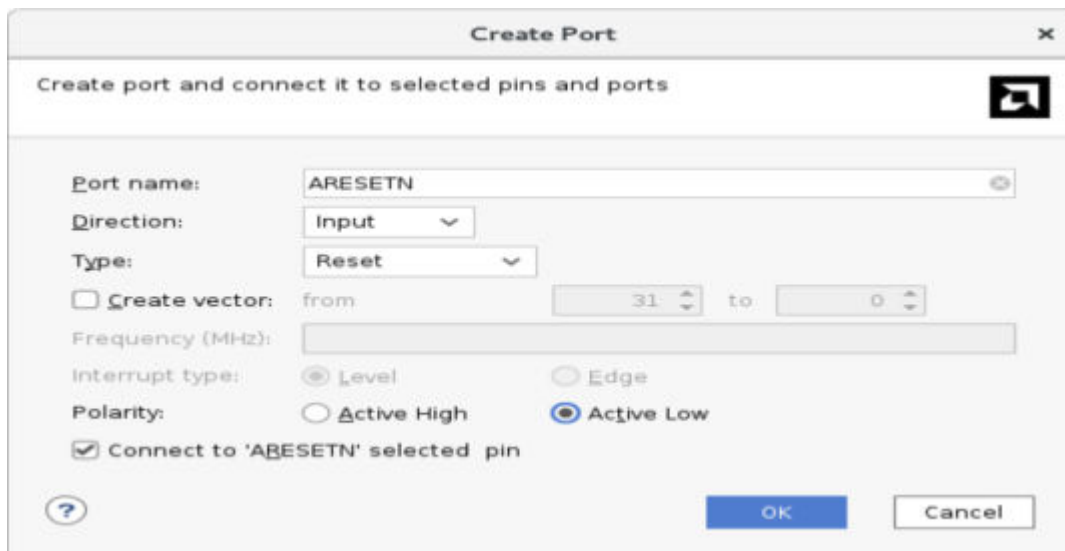 Create Port
Create port and connect it to selected pins and ports
Port name: ARESETN
Direction: Input
Type: Reset
Create vector: from 31 to 0
Frequency (MHz):
Interrupt type: Level Edge
Polarity: Active High Active Low
Connect to 'ARESETN' selected pin
? OK Cancel